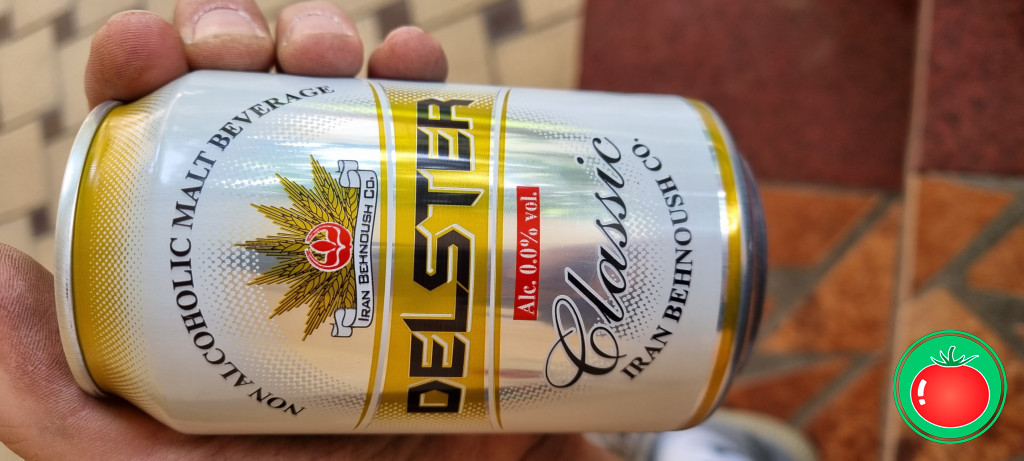 NON ALCOHOLIC MALT BEVERAGE
IRAN BEHNOUSH CO.
DELSTER
Alc. 0.0% vol.
Classic
IRAN BEHNOUSH CO.